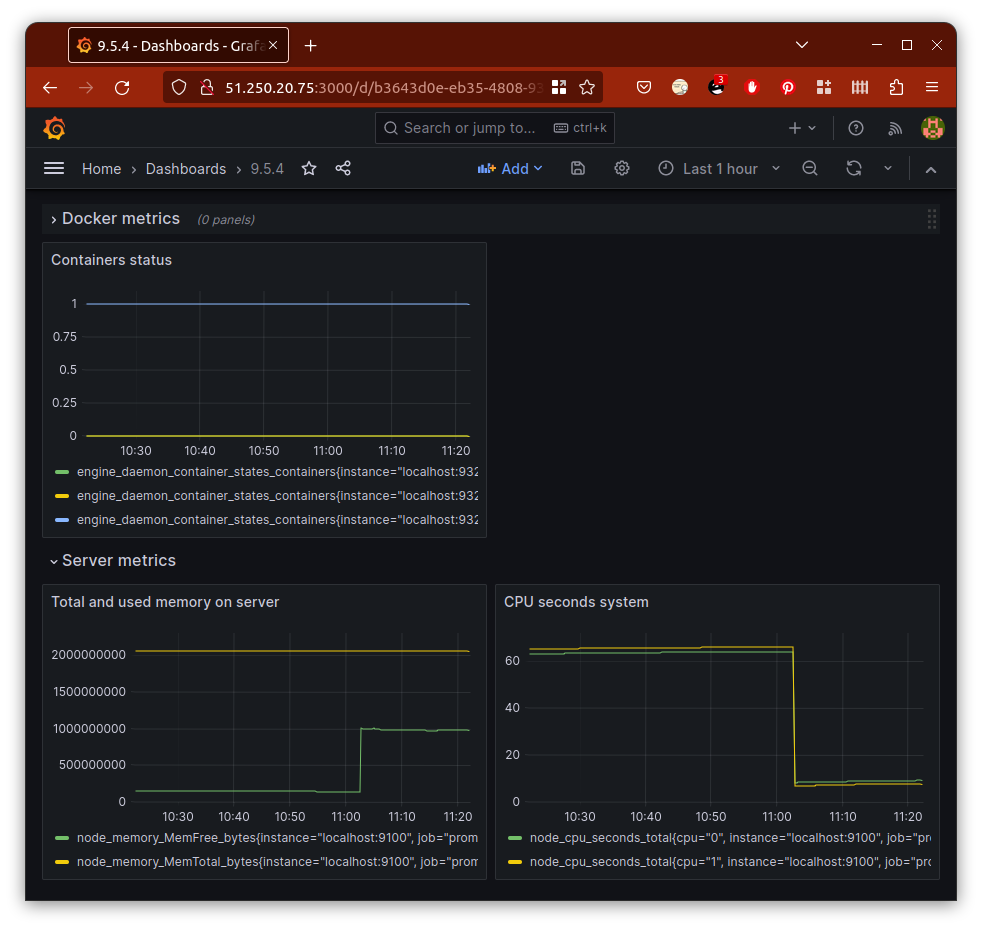 9.5.4 - Dashboards - Grafa
51.250.20.75:3000/d/b3643d0e-eb35-4808-93
3
Search or jump to... ctrl+k
Home › Dashboards › 9.5.4 Add Last 1 hour
Docker metrics (0 panels)
Containers status
1
0.75
0.5
0.25
0
10:30 10:40 10:50 11:00 11:10 11:20
engine_daemon_container_states_containers{instance="localhost:932
engine_daemon_container_states_containers{instance="localhost:932
engine_daemon_container_states_containers{instance="localhost:932
Server metrics
Total and used memory on server
2000000000
1500000000
1000000000
500000000
0
10:30 10:40 10:50 11:00 11:10 11:20
node_memory_MemFree_bytes{instance="localhost:9100", job="prom
node_memory_MemTotal_bytes{instance="localhost:9100", job="prom
CPU seconds system
60
40
20
0
10:30 10:40 10:50 11:00 11:10 11:20
node_cpu_seconds_total{cpu="0", instance="localhost:9100", job="pro
node_cpu_seconds_total{cpu="1", instance="localhost:9100", job="pro